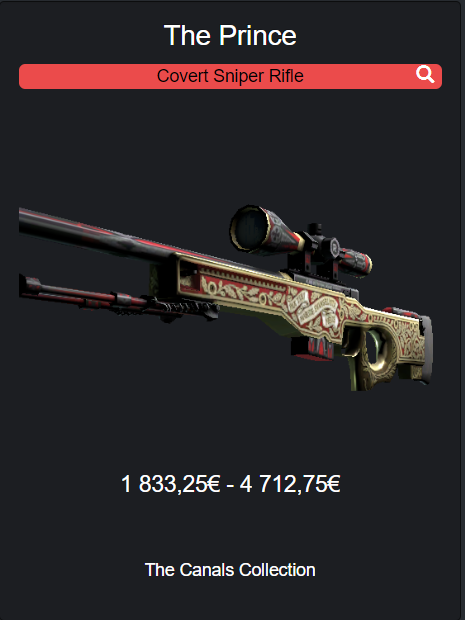 The Prince
Covert Sniper Rifle
1 833,25€ - 4 712,75€
The Canals Collection